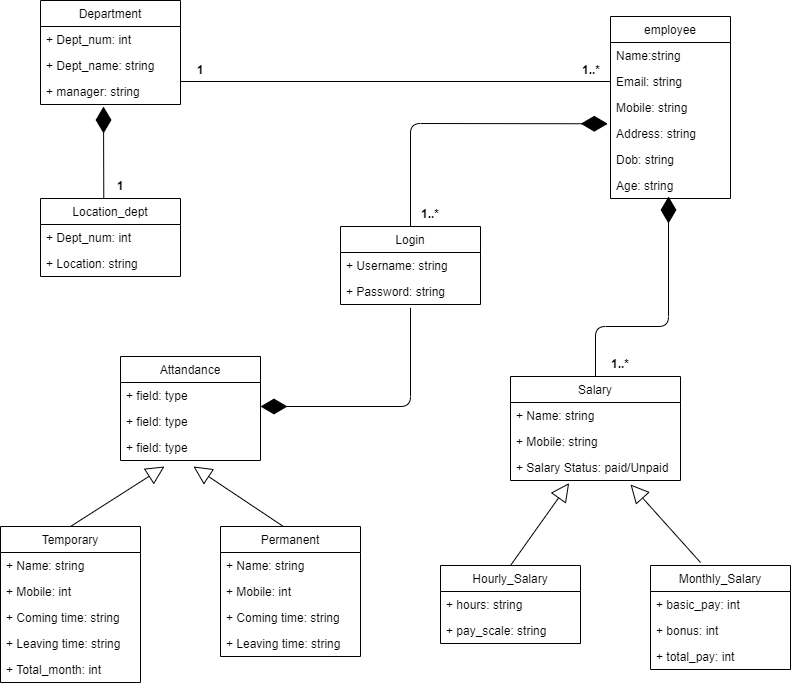 Department
+ Dept_num: int
+ Dept_name: string
+ manager: string
1
1..*
employee
Name:string
Email: string
Mobile: string
Address: string
Dob: string
Age: string
1
Location_dept
+ Dept_num: int
+ Location: string
1..*
Login
+ Username: string
+ Password: string
Attandance
+ field: type
+ field: type
+ field: type
1..*
Salary
+ Name: string
+ Mobile: string
+ Salary Status: paid/Unpaid
Temporary
+ Name: string
+ Mobile: int
+ Coming time: string
+ Leaving time: string
+ Total_month: int
Permanent
+ Name: string
+ Mobile: int
+ Coming time: string
+ Leaving time: string
Hourly_Salary
+ hours: string
+ pay_scale: string
Monthly_Salary
+ basic_pay: int
+ bonus: int
+ total_pay: int